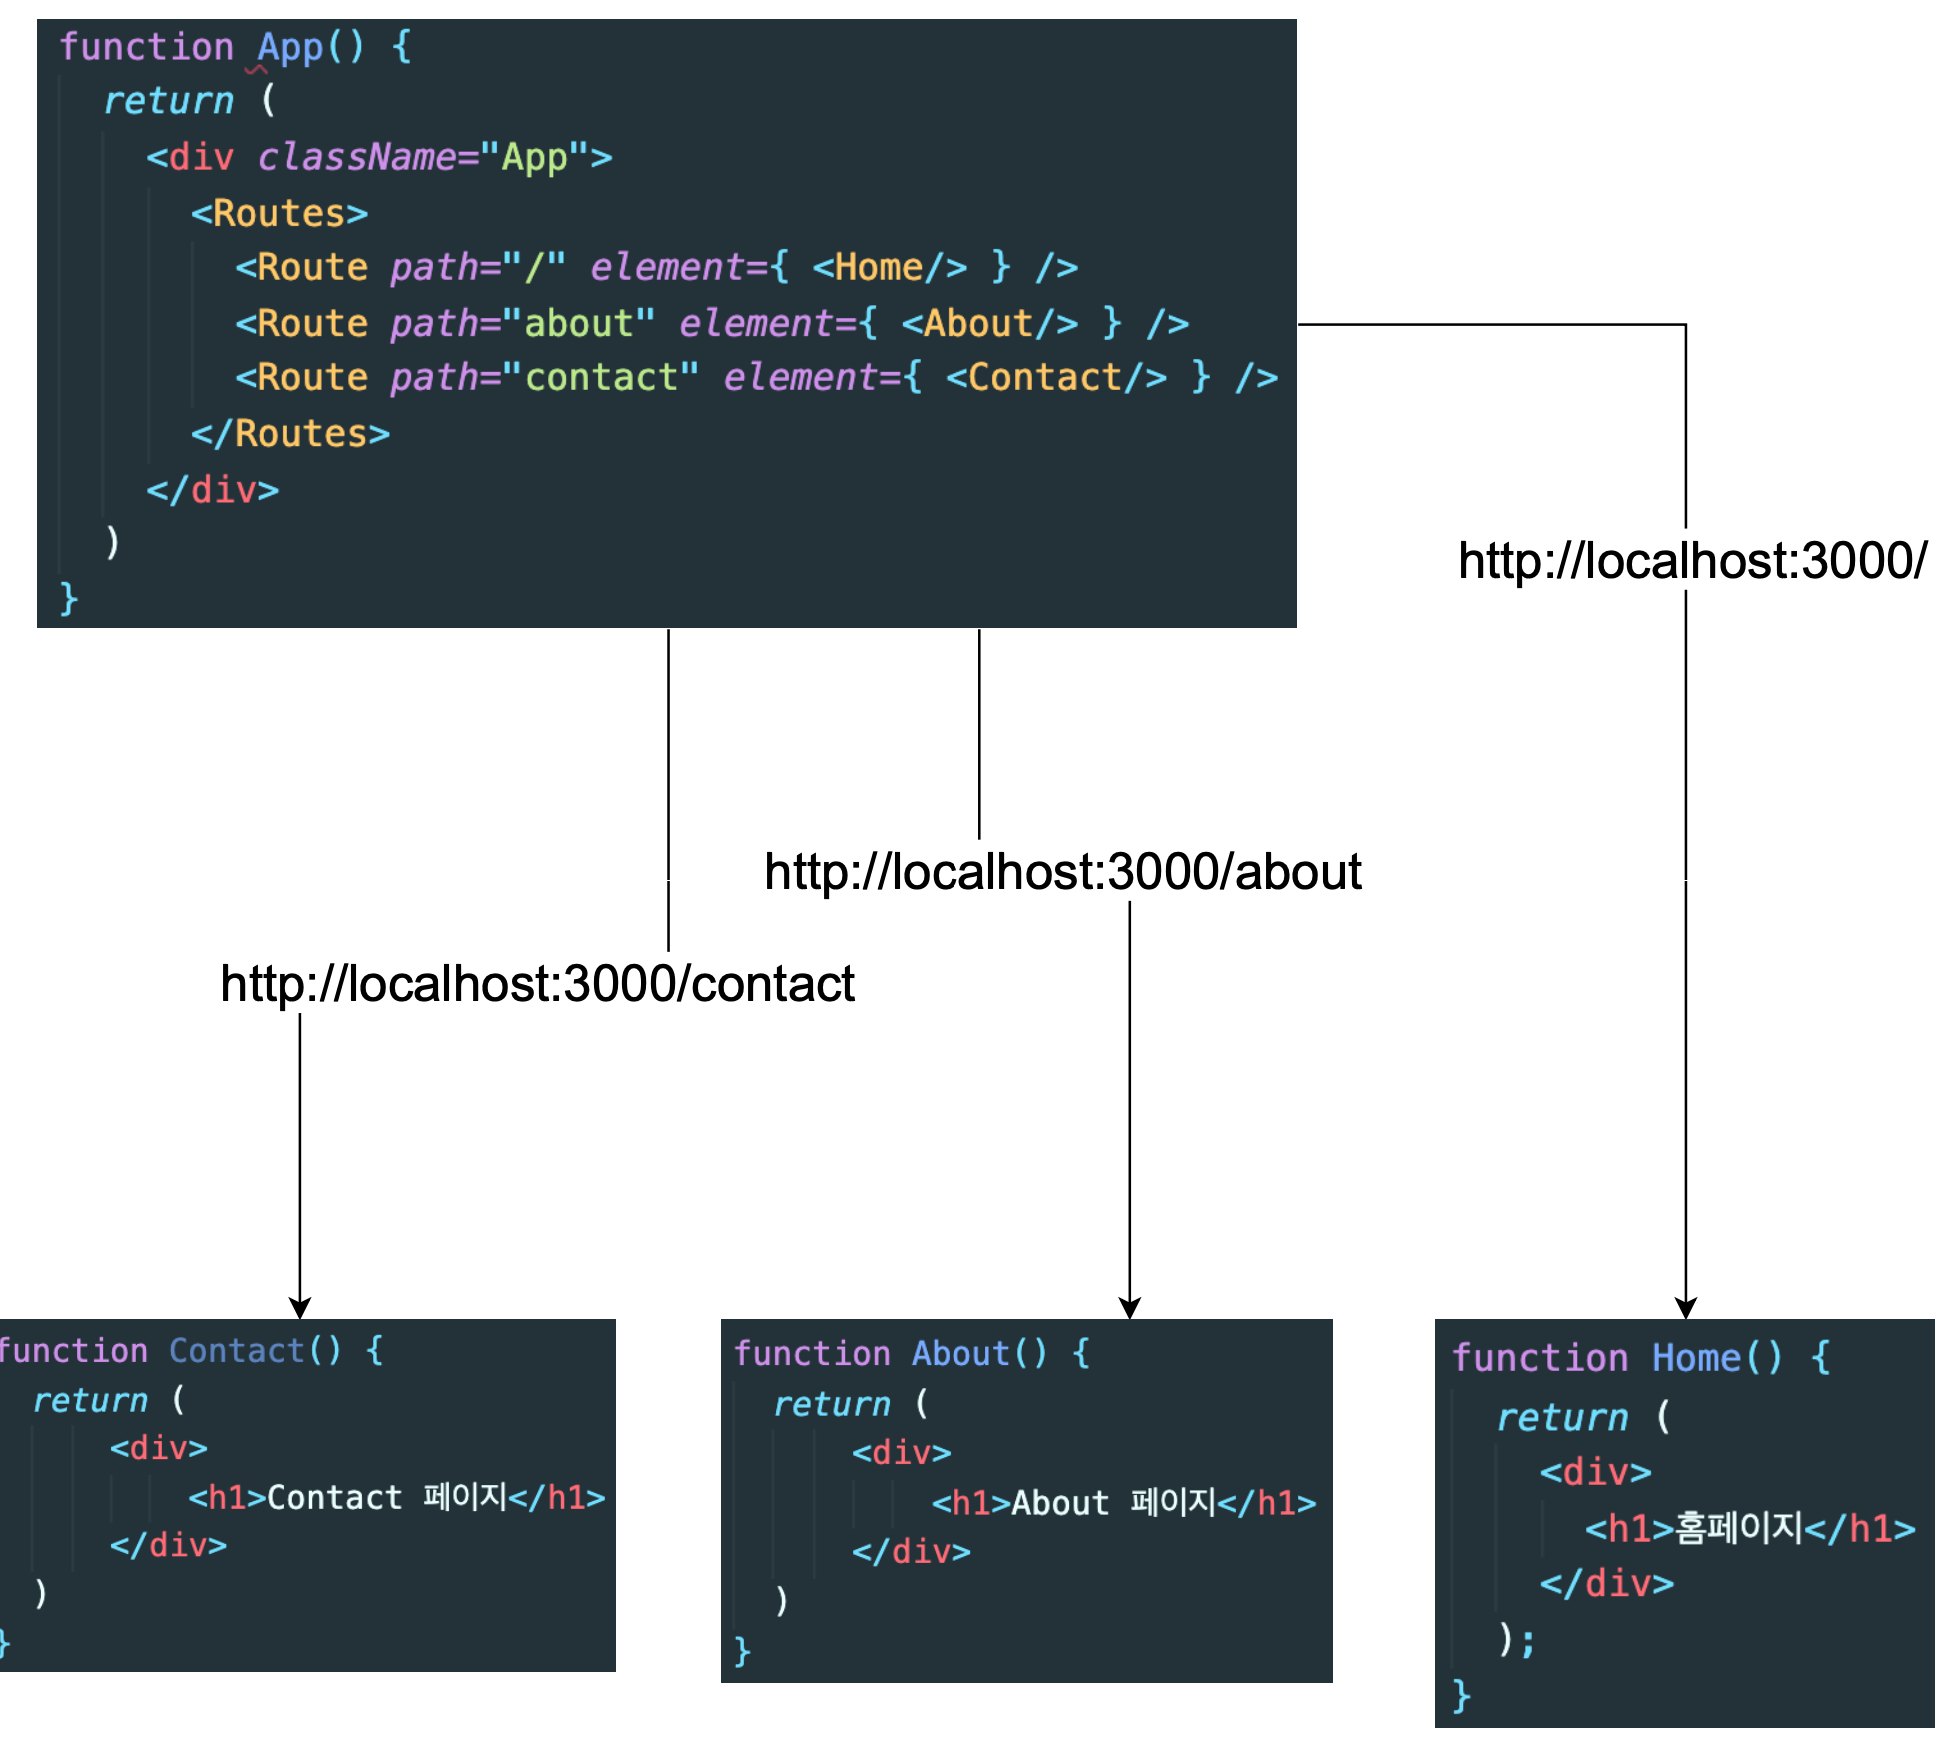 function App() {
return (
<div className="App">
<Routes>
<Route path="/" element={ <Home/> } />
<Route path="about" element={ <About/> } />
<Route path="contact" element={ <Contact/> } />
</Routes>
</div>
)
}
http://localhost:3000/
http://localhost:3000/about
http://localhost:3000/contact
function Contact() {
return (
<div>
<h1>Contact 페이지</h1>
</div>
)
}
function About() {
return (
<div>
<h1>About 페이지</h1>
</div>
)
}
function Home() {
return (
<div>
<h1>홈페이지</h1>
</div>
);
}